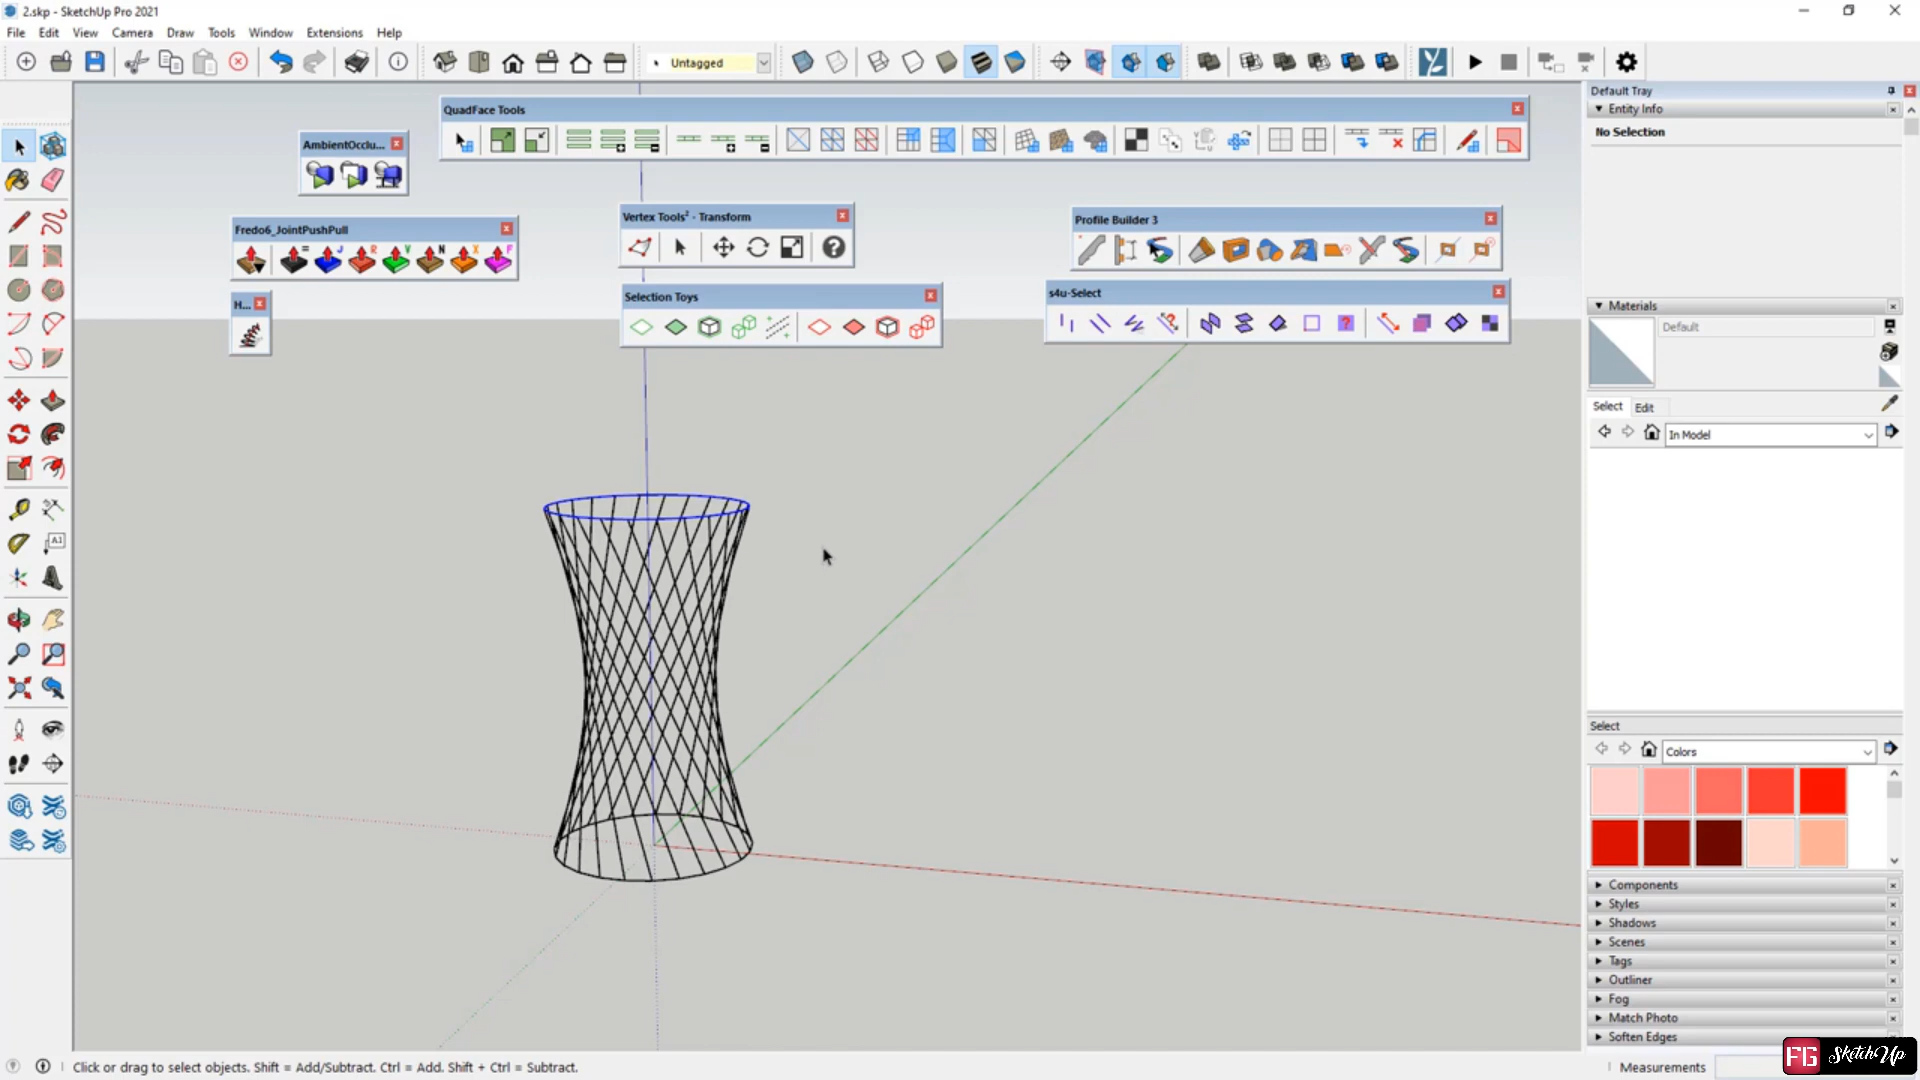 2.skp - SketchUp Pro 2021
File Edit View Camera Draw Tools Window Extensions Help
Untagged
Default Tray
Entity Info
No Selection
QuadFace Tools
AmbientOcclu...
Fredo6_JointPushPull
Vertex Tools² - Transform
Profile Builder 3
H...
Selection Toys
s4u-Select
Materials
Default
Select Edit
In Model
Select
Colors
Components
Styles
Shadows
Scenes
Tags
Outliner
Fog
Match Photo
Soften Edges
Click or drag to select objects. Shift = Add/Subtract. Ctrl = Add. Shift + Ctrl = Subtract.
Measurements
FG SketchUp